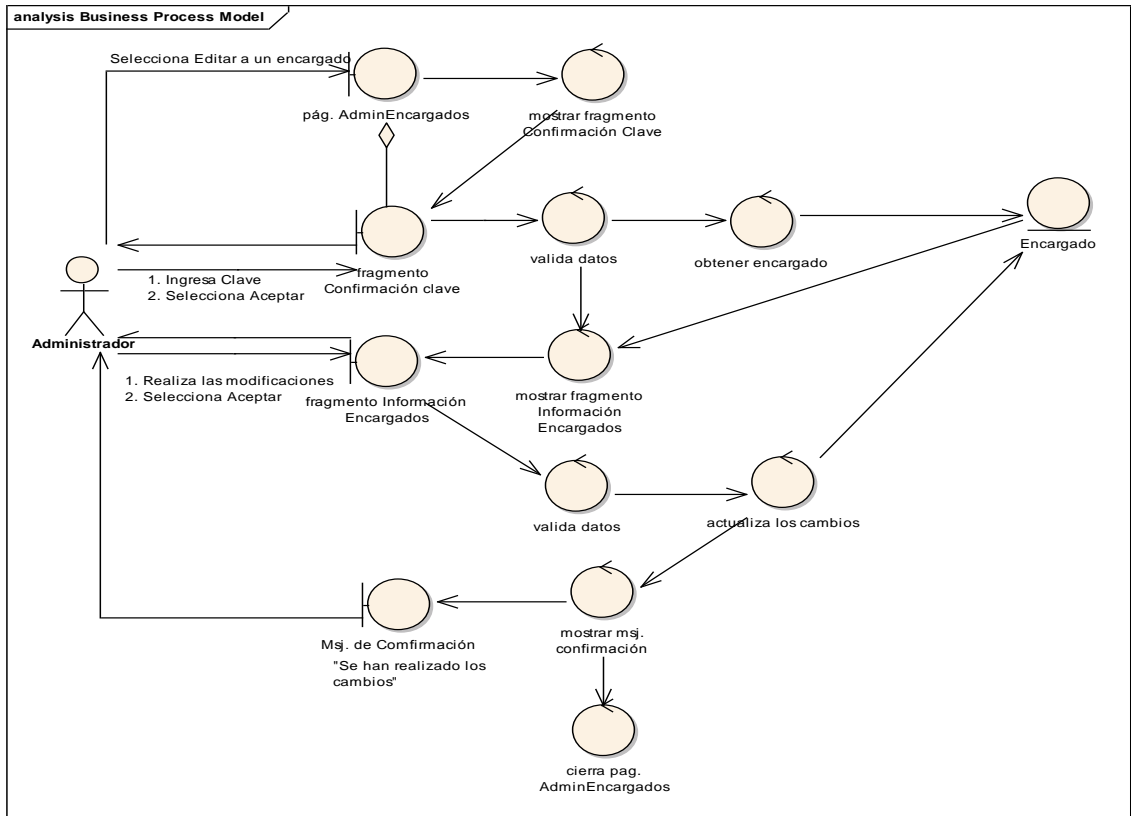 analysis Business Process Model
Selecciona Editar a un encargado
pág. AdminEncargados
mostrar fragmento
Confirmación Clave
valida datos
obtener encargado
Encargado
fragmento
Confirmación clave
1. Ingresa Clave
2. Selecciona Aceptar
Administrador
1. Realiza las modificaciones
2. Selecciona Aceptar
fragmento Información
Encargados
mostrar fragmento
Información
Encargados
valida datos
actualiza los cambios
Msj. de Comfirmación
"Se han realizado los
cambios"
mostrar msj.
confirmación
cierra pag.
AdminEncargados